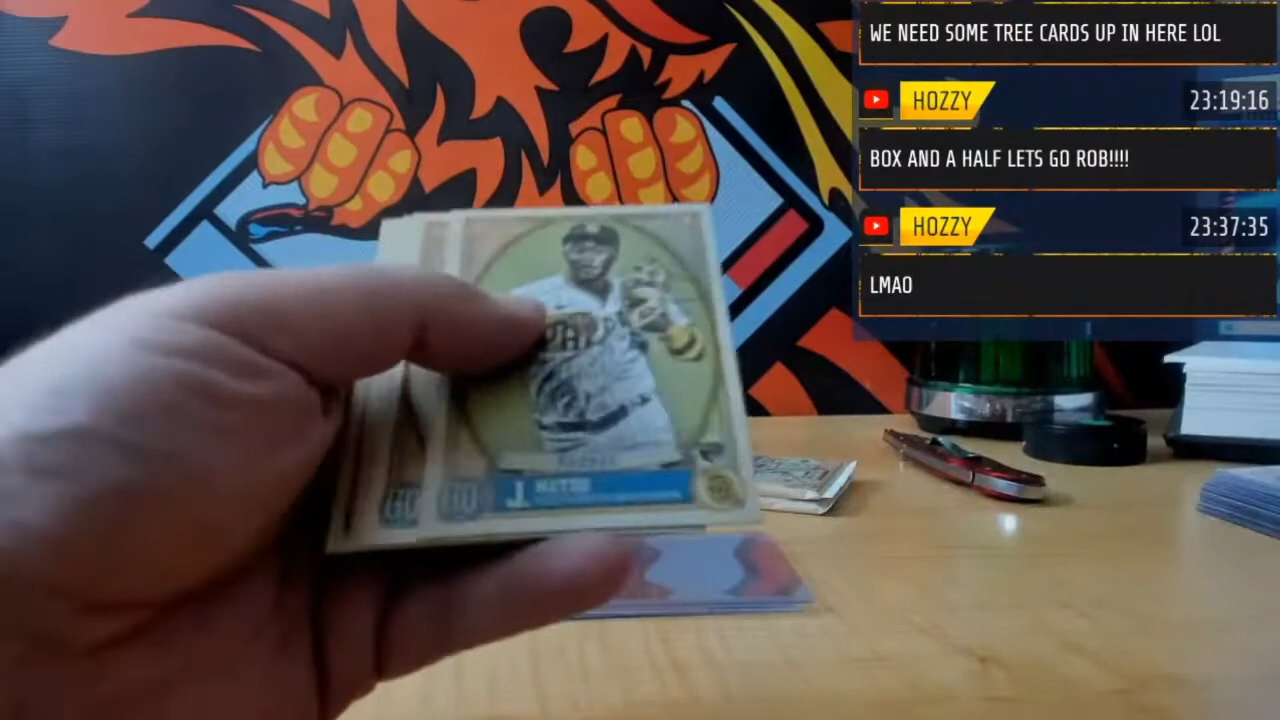 WE NEED SOME TREE CARDS UP IN HERE LOL
HOZZY 23:19:16
BOX AND A HALF LETS GO ROB!!!!
HOZZY 23:37:35
LMAO
J.